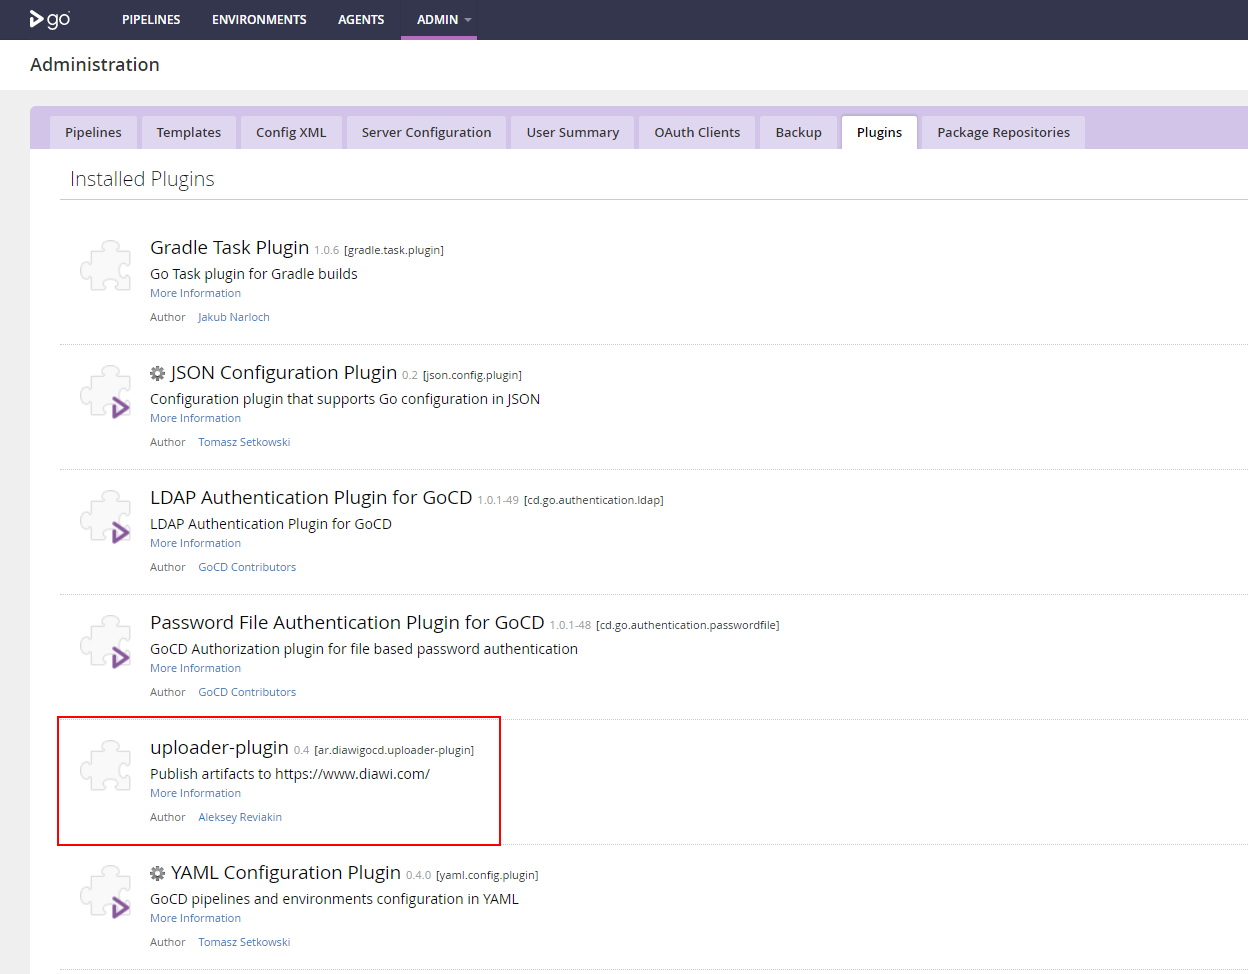 go PIPELINES ENVIRONMENTS AGENTS ADMIN
Administration
Pipelines Templates Config XML Server Configuration User Summary OAuth Clients Backup Plugins Package Repositories
Installed Plugins
Gradle Task Plugin 1.0.6 [gradle.task.plugin]
Go Task plugin for Gradle builds
More Information
Author Jakub Narloch
JSON Configuration Plugin 0.2 [json.config.plugin]
Configuration plugin that supports Go configuration in JSON
More Information
Author Tomasz Setkowski
LDAP Authentication Plugin for GoCD 1.0.1-49 [cd.go.authentication.ldap]
LDAP Authentication Plugin for GoCD
More Information
Author GoCD Contributors
Password File Authentication Plugin for GoCD 1.0.1-48 [cd.go.authentication.passwordfile]
GoCD Authorization plugin for file based password authentication
More Information
Author GoCD Contributors
uploader-plugin 0.4 [ar.diawigocd.uploader-plugin]
Publish artifacts to https://www.diawi.com/
More Information
Author Aleksey Reviakin
YAML Configuration Plugin 0.4.0 [yaml.config.plugin]
GoCD pipelines and environments configuration in YAML
More Information
Author Tomasz Setkowski